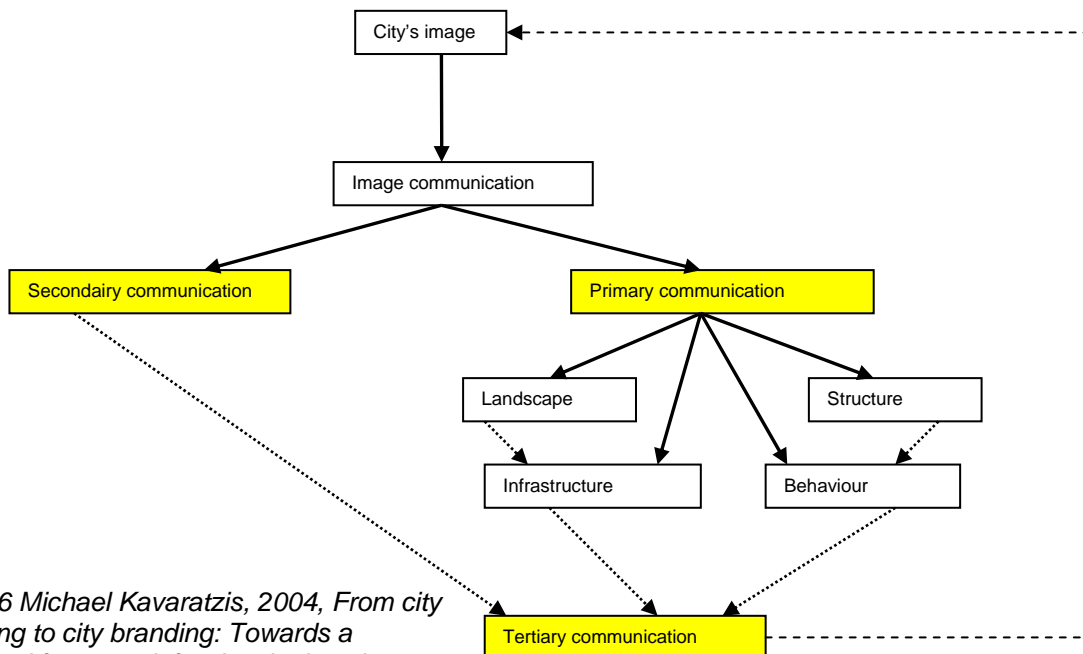 City's image
Image communication
Secondairy communication
Primary communication
Landscape
Structure
Infrastructure
Behaviour
6 Michael Kavaratzis, 2004, From city
ng to city branding: Towards a
Tertiary communication